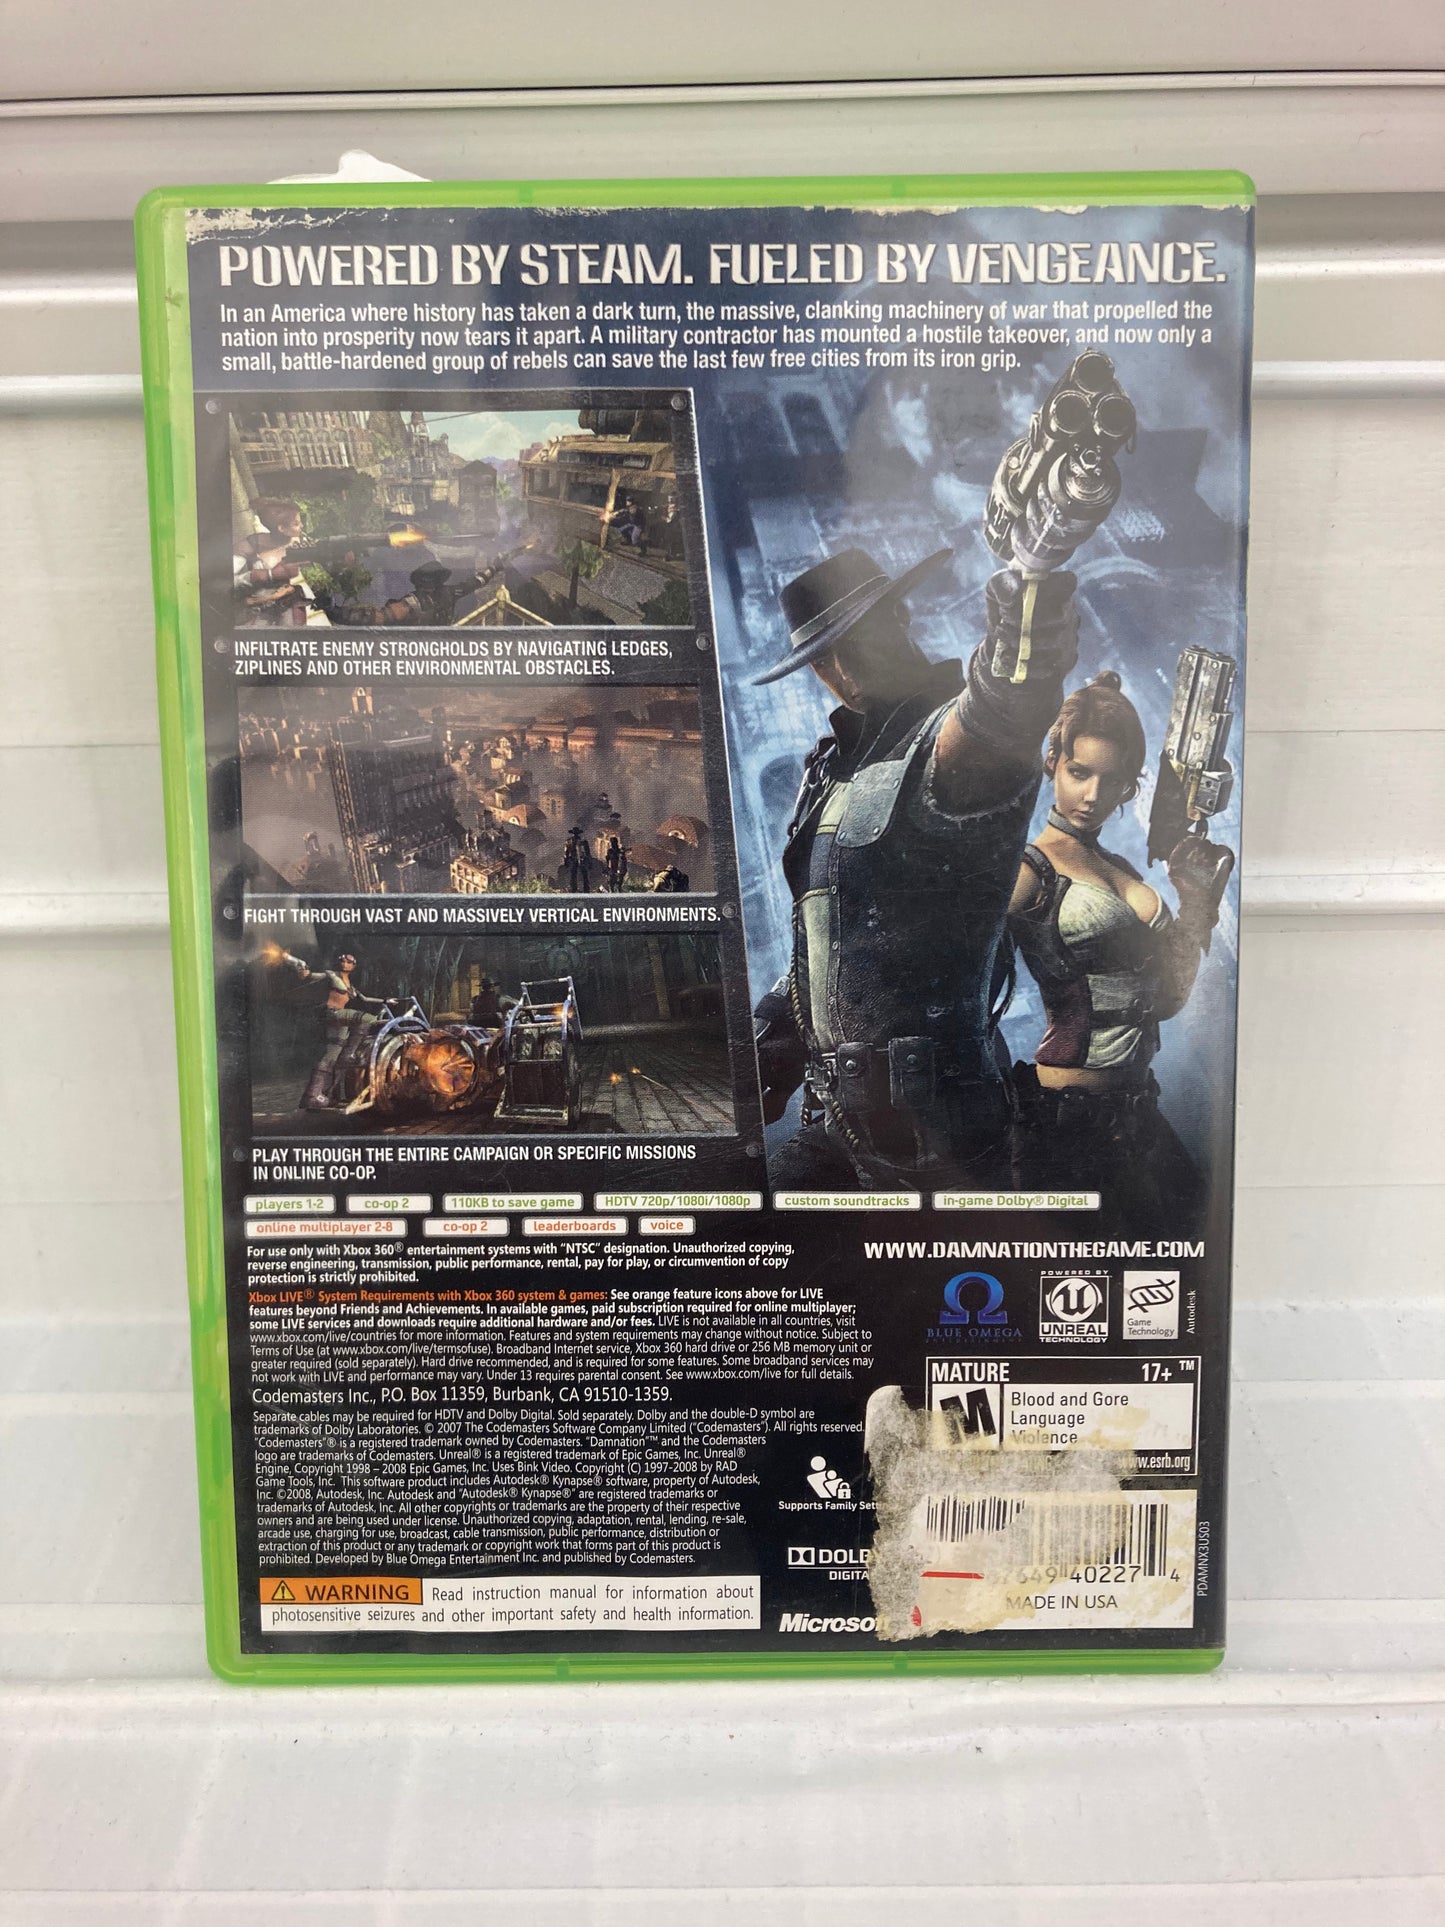 POWERED BY STEAM. FUELED BY VENGEANCE.
In an America where history has taken a dark turn, the massive, clanking machinery of war that propelled the
nation into prosperity now tears it apart. A military contractor has mounted a hostile takeover, and now only a
small, battle-hardened group of rebels can save the last few free cities from its iron grip.
INFILTRATE ENEMY STRONGHOLDS BY NAVIGATING LEDGES,
ZIPLINES AND OTHER ENVIRONMENTAL OBSTACLES.
FIGHT THROUGH VAST AND MASSIVELY VERTICAL ENVIRONMENTS.
PLAY THROUGH THE ENTIRE CAMPAIGN OR SPECIFIC MISSIONS
IN ONLINE CO-OP.
players 1-2 co-op 2 110KB to save game HDTV 720p/1080i/1080p custom soundtracks in-game Dolby® Digital
online multiplayer 2-8 co-op 2 leaderboards voice
For use only with Xbox 360® entertainment systems with "NTSC" designation. Unauthorized copying,
reverse engineering, transmission, public performance, rental, pay for play, or circumvention of copy
protection is strictly prohibited.
Xbox LIVE® System Requirements with Xbox 360 system & games: See orange feature icons above for LIVE
features beyond Friends and Achievements. In available games, paid subscription required for online multiplayer;
some LIVE services and downloads require additional hardware and/or fees. LIVE is not available in all countries, visit
www.xbox.com/live/countries for more information. Features and system requirements may change without notice. Subject to
Terms of Use (at www.xbox.com/live/termsofuse). Broadband Internet service, Xbox 360 hard drive or 256 MB memory unit or
greater required (sold separately). Hard drive recommended, and is required for some features. Some broadband services may
not work with LIVE and performance may vary. Under 13 requires parental consent. See www.xbox.com/live for full details.
Codemasters Inc., P.O. Box 11359, Burbank, CA 91510-1359.
Separate cables may be required for HDTV and Dolby Digital. Sold separately. Dolby and the double-D symbol are
trademarks of Dolby Laboratories. © 2007 The Codemasters Software Company Limited ("Codemasters"). All rights reserved.
"Codemasters"® is a registered trademark owned by Codemasters. "Damnation"™ and the Codemasters
logo are trademarks of Codemasters. Unreal® is a registered trademark of Epic Games, Inc. Unreal®
Engine, Copyright 1998 – 2008 Epic Games, Inc. Uses Bink Video. Copyright (C) 1997-2008 by RAD
Game Tools, Inc. This software product includes Autodesk® Kynapse® software, property of Autodesk,
Inc. ©2008, Autodesk, Inc. Autodesk and "Autodesk® Kynapse®" are registered trademarks or
trademarks of Autodesk, Inc. All other copyrights or trademarks are the property of their respective
owners and are being used under license. Unauthorized copying, adaptation, rental, lending, re-sale,
arcade use, charging for use, broadcast, cable transmission, public performance, distribution or
extraction of this product or any trademark or copyright work that forms part of this product is
prohibited. Developed by Blue Omega Entertainment Inc. and published by Codemasters.
WARNING Read instruction manual for information about
photosensitive seizures and other important safety and health information.
WWW.DAMNATIONTHEGAME.COM
BLUE OMEGA
ENTERTAINMENT
POWERED BY
UNREAL
TECHNOLOGY
Game
Technology
Autodesk
MATURE 17+ ™
M
Blood and Gore
Language
Violence
www.esrb.org
Supports Family
DIGITAL
Microsoft
40227 4
MADE IN USA
PDAMNX3US03